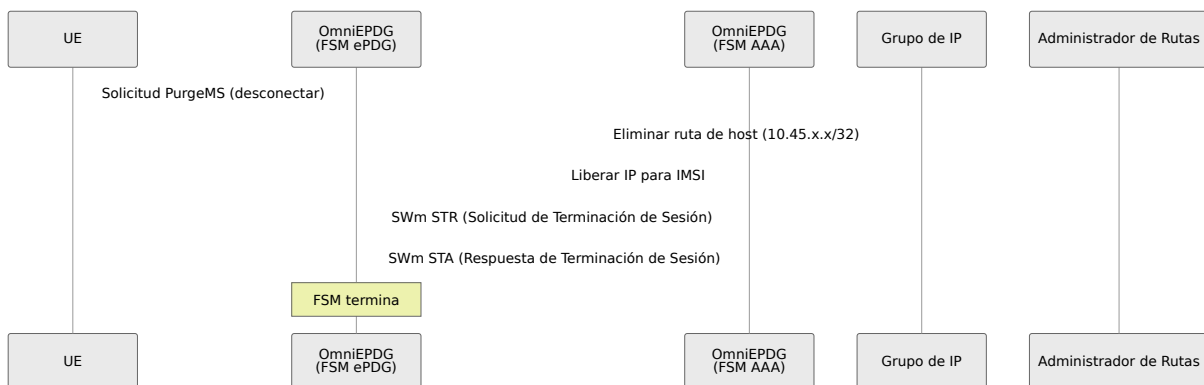 UE
OmniEPDG
(FSM ePDG)
OmniEPDG
(FSM AAA)
Grupo de IP
Administrador de Rutas
Solicitud PurgeMS (desconectar)
Eliminar ruta de host (10.45.x.x/32)
Liberar IP para IMSI
SWm STR (Solicitud de Terminación de Sesión)
SWm STA (Respuesta de Terminación de Sesión)
FSM termina
UE
OmniEPDG
(FSM ePDG)
OmniEPDG
(FSM AAA)
Grupo de IP
Administrador de Rutas